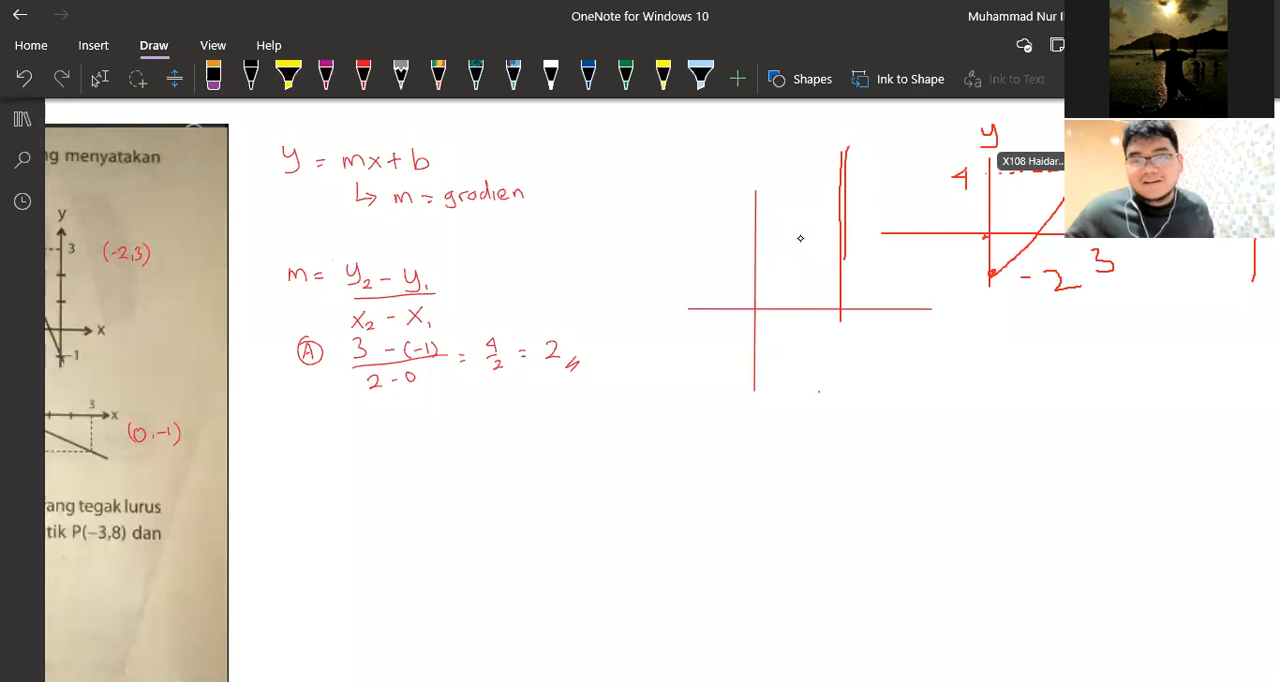 OneNote for Windows 10
Muhammad Nur
Home Insert Draw View Help
Shapes
Ink to Shape
Ink to Text
X108 Haidar...
ng menyatakan
y
3
(-2,3)
x
-1
3
x
(0,-1)
ang tegak lurus
tik P(−3,8) dan
y = mx + b
↳ m = gradien
m = y₂ - y₁
x₂ - x₁
Ⓐ 3 - (-1) = 4 = 2
2 - 0 2
y
4
-2 3